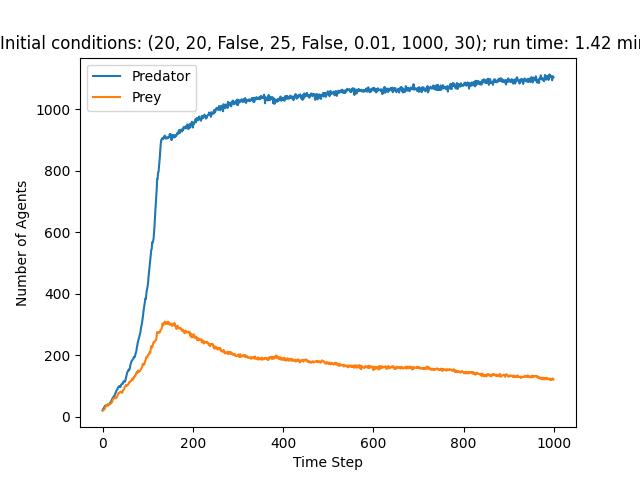 Initial conditions: (20, 20, False, 25, False, 0.01, 1000, 30); run time: 1.42
Predator
Prey
Number of Agents
1000
800
600
400
200
0
0 200 400 600 800 1000
Time Step